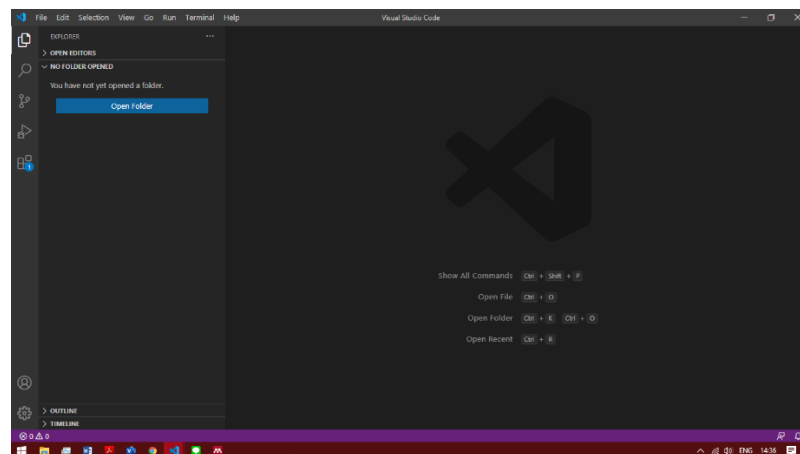 File Edit Selection View Go Run Terminal Help
Visual Studio Code
EXPLORER
OPEN EDITORS
NO FOLDER OPENED
You have not yet opened a folder.
Open Folder
1
Show All Commands Ctrl + Shift + P
Open File Ctrl + O
Open Folder Ctrl + K Ctrl + O
Open Recent Ctrl + R
OUTLINE
TIMELINE
0 0
ENG 14:36